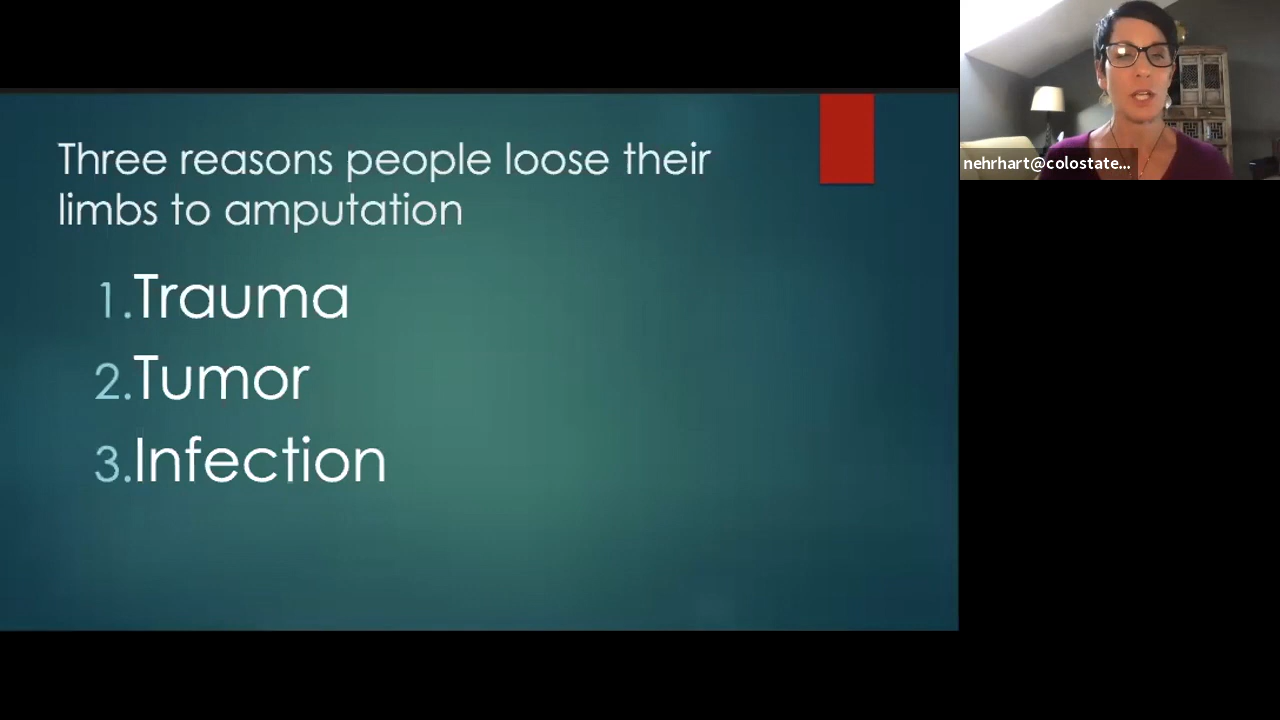 Three reasons people loose their
limbs to amputation
1.Trauma
2.Tumor
3.Infection
nehrhart@colostate...